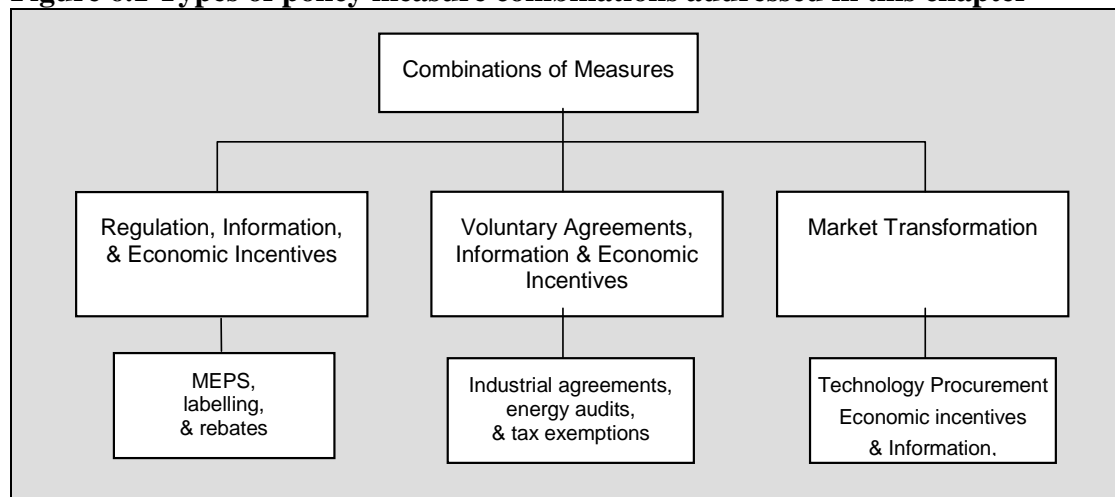 Figure 6.1 Types of policy measure combinations addressed in this chapter
Combinations of Measures
Regulation, Information,
& Economic Incentives
Voluntary Agreements,
Information & Economic
Incentives
Market Transformation
MEPS,
labelling,
& rebates
Industrial agreements,
energy audits,
& tax exemptions
Technology Procurement
Economic incentives
& Information,